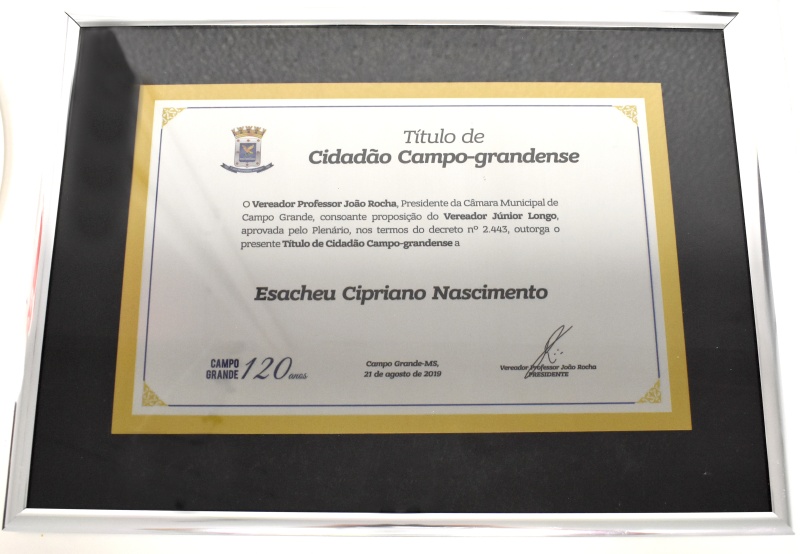 Título de
Cidadão Campo-grandense
O Vereador Professor João Rocha, Presidente da Câmara Municipal de
Campo Grande, consoante proposição do Vereador Júnior Longo,
aprovada pelo Plenário, nos termos do decreto nº 2.443, outorga o
presente Título de Cidadão Campo-grandense a
Esacheu Cipriano Nascimento
CAMPO
GRANDE 120 anos
Campo Grande-MS,
21 de agosto de 2019
Vereador Professor João Rocha
PRESIDENTE